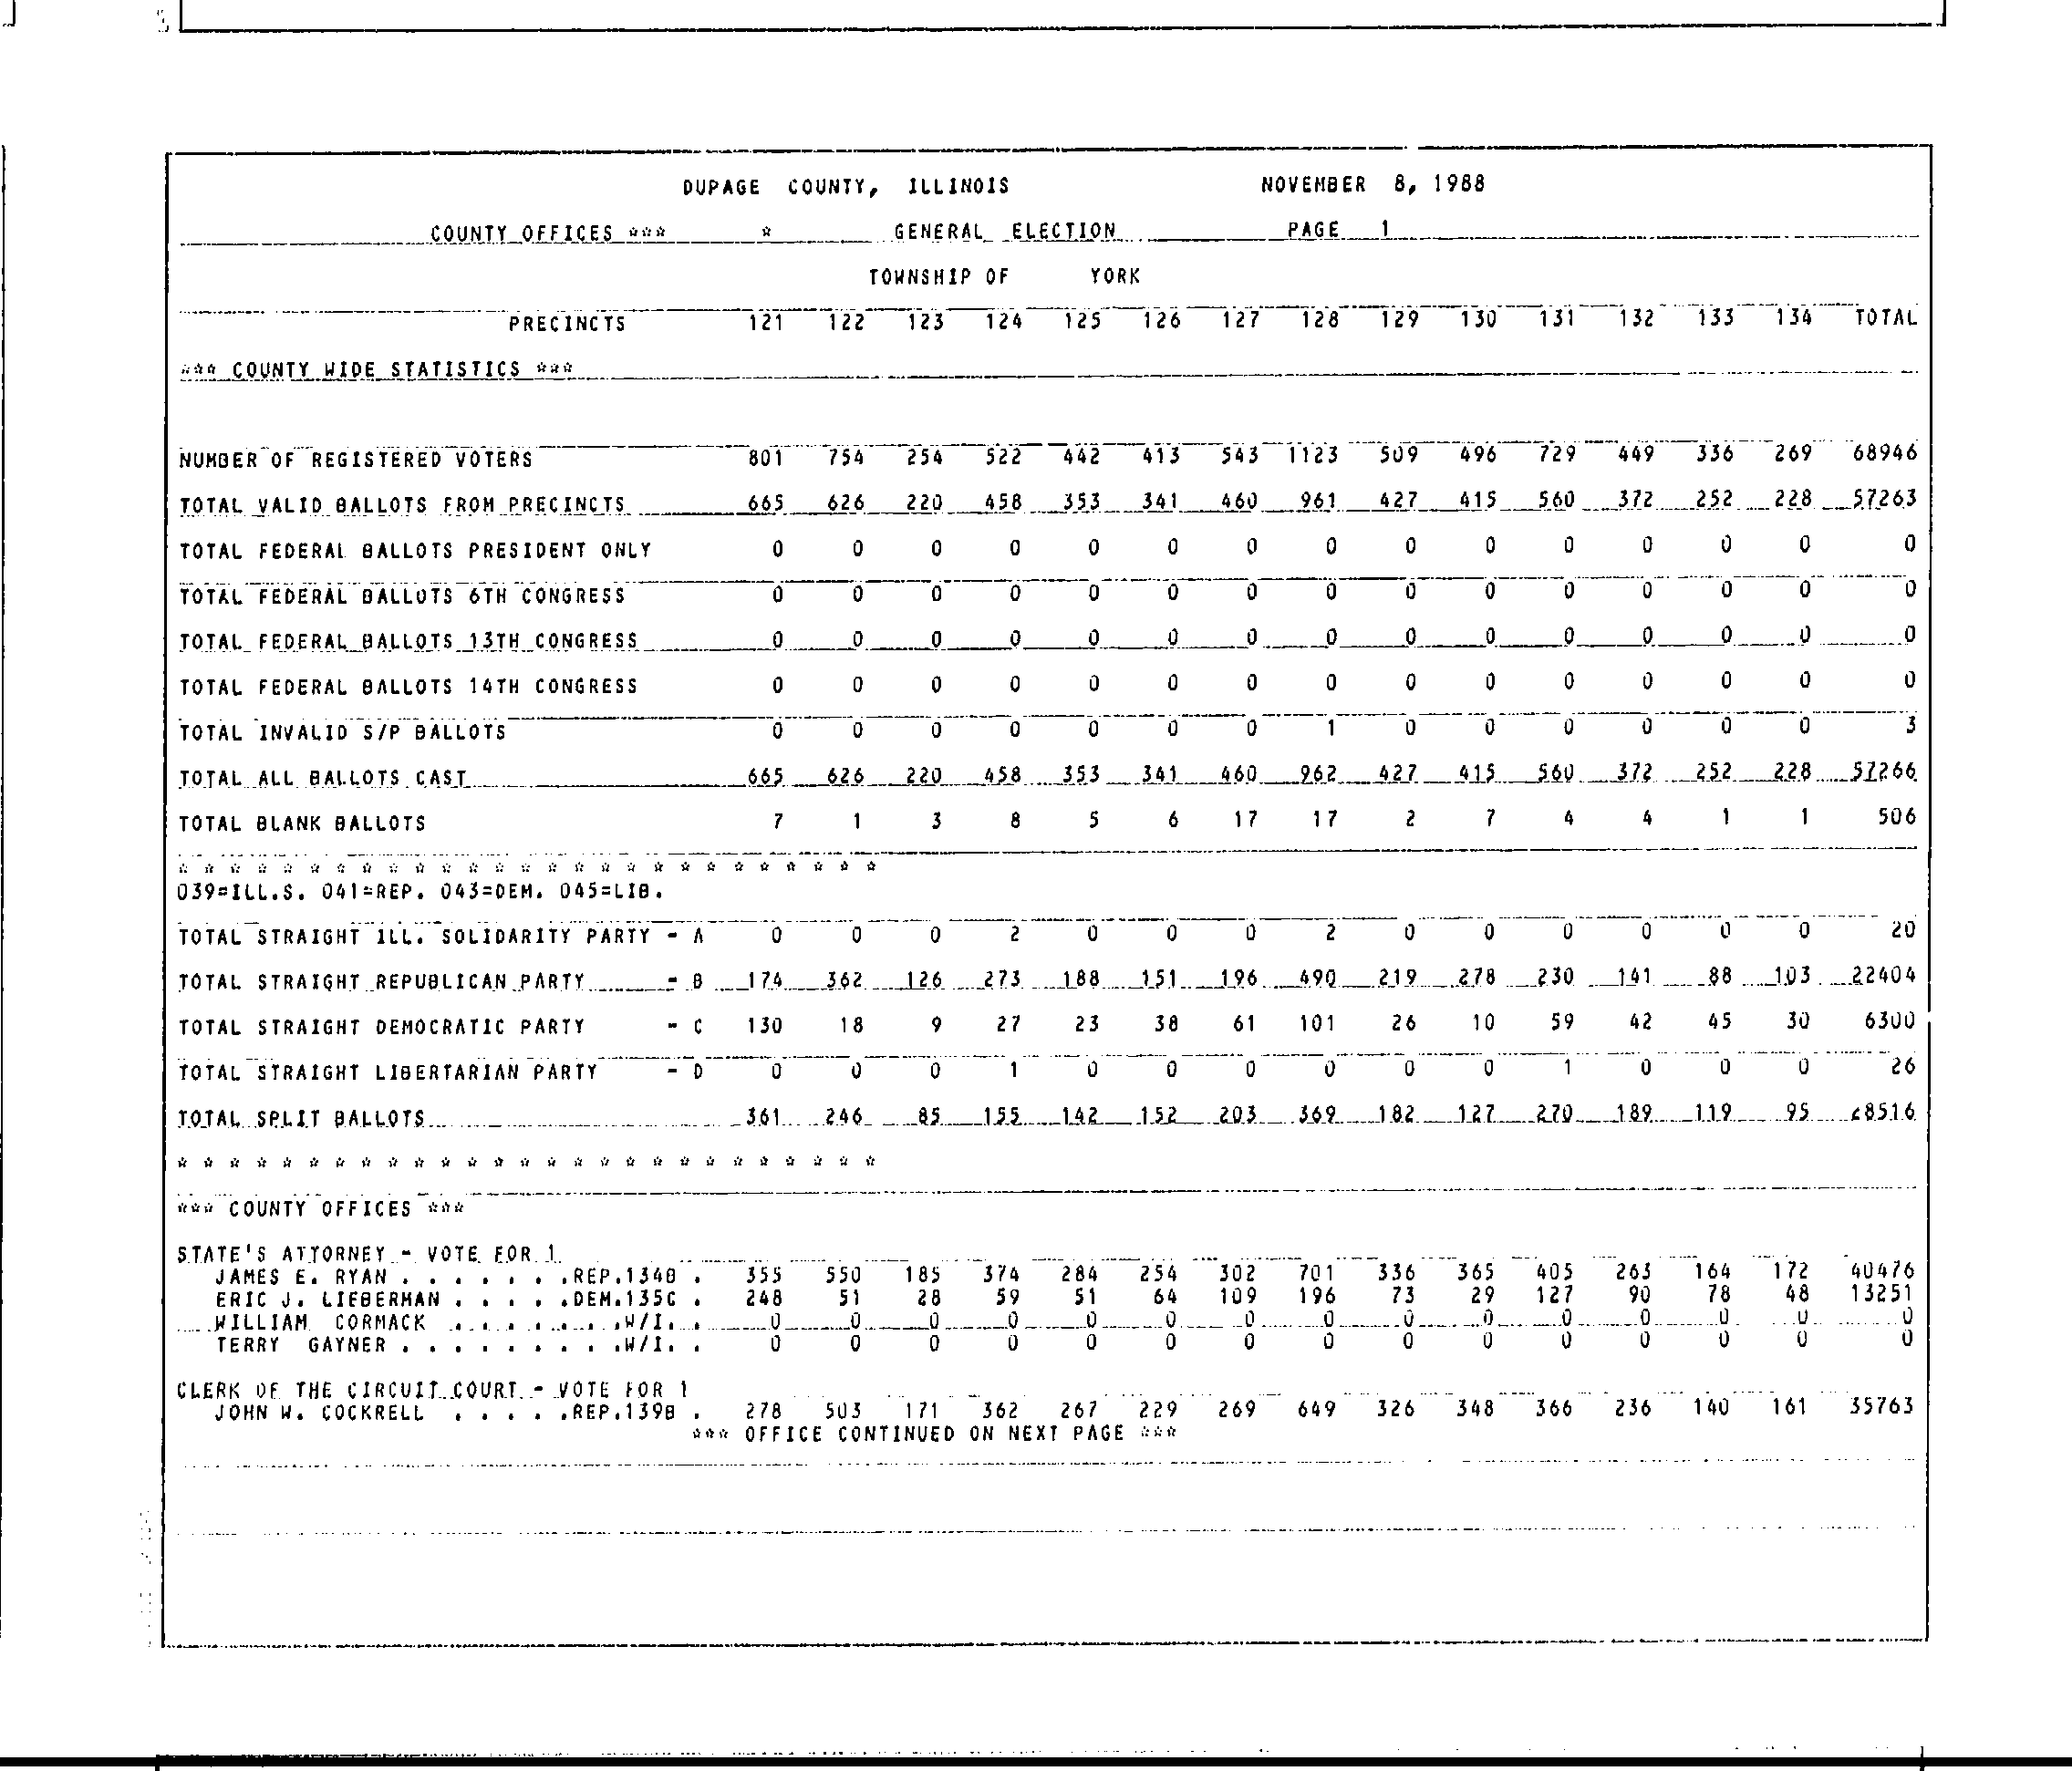 DUPAGE COUNTY, ILLINOIS NOVEMBER 8, 1988
COUNTY OFFICES *** * GENERAL ELECTION PAGE 1
TOWNSHIP OF YORK
PRECINCTS 121 122 123 124 125 126 127 128 129 130 131 132 133 134 TOTAL
*** COUNTY WIDE STATISTICS ***
NUMBER OF REGISTERED VOTERS 801 754 254 522 442 413 543 1123 509 496 729 449 336 269 68946
TOTAL VALID BALLOTS FROM PRECINCTS 665 626 220 458 353 341 460 961 427 415 560 372 252 228 57263
TOTAL FEDERAL BALLOTS PRESIDENT ONLY 0 0 0 0 0 0 0 0 0 0 0 0 0 0 0
TOTAL FEDERAL BALLOTS 6TH CONGRESS 0 0 0 0 0 0 0 0 0 0 0 0 0 0 0
TOTAL FEDERAL BALLOTS 13TH CONGRESS 0 0 0 0 0 0 0 0 0 0 0 0 0 0 0
TOTAL FEDERAL BALLOTS 14TH CONGRESS 0 0 0 0 0 0 0 0 0 0 0 0 0 0 0
TOTAL INVALID S/P BALLOTS 0 0 0 0 0 0 0 1 0 0 0 0 0 0 3
TOTAL ALL BALLOTS CAST 665 626 220 458 353 341 460 962 427 415 560 372 252 228 57266
TOTAL BLANK BALLOTS 7 1 3 8 5 6 17 17 2 7 4 4 1 1 506
* * * * * * * * * * * * * * * * * * * * * * * * * * *
039=ILL.S. 041=REP. 043=DEM. 045=LIB.
TOTAL STRAIGHT ILL. SOLIDARITY PARTY - A 0 0 0 2 0 0 0 2 0 0 0 0 0 0 20
TOTAL STRAIGHT REPUBLICAN PARTY - B 174 362 126 273 188 151 196 490 219 278 230 141 88 103 22404
TOTAL STRAIGHT DEMOCRATIC PARTY - C 130 18 9 27 23 38 61 101 26 10 59 42 45 30 6300
TOTAL STRAIGHT LIBERTARIAN PARTY - D 0 0 0 1 0 0 0 0 0 0 1 0 0 0 26
TOTAL SPLIT BALLOTS 361 246 85 155 142 152 203 369 182 127 270 189 119 95 28516
* * * * * * * * * * * * * * * * * * * * * * * * * * *
*** COUNTY OFFICES ***
STATE'S ATTORNEY - VOTE FOR 1
JAMES E. RYAN . . . . . . .REP.134B . 355 550 185 374 284 254 302 701 336 365 405 263 164 172 40476
ERIC J. LIEBERMAN . . . . .DEM.135C . 248 51 28 59 51 64 109 196 73 29 127 90 78 48 13251
WILLIAM CORMACK . . . . . . .W/I. . 0 0 0 0 0 0 0 0 0 0 0 0 0 0 0
TERRY GAYNER . . . . . . . . .W/I. . 0 0 0 0 0 0 0 0 0 0 0 0 0 0 0
CLERK OF THE CIRCUIT COURT - VOTE FOR 1
JOHN W. COCKRELL . . . . .REP.139B . 278 503 171 362 267 229 269 649 326 348 366 236 140 161 35763
*** OFFICE CONTINUED ON NEXT PAGE ***